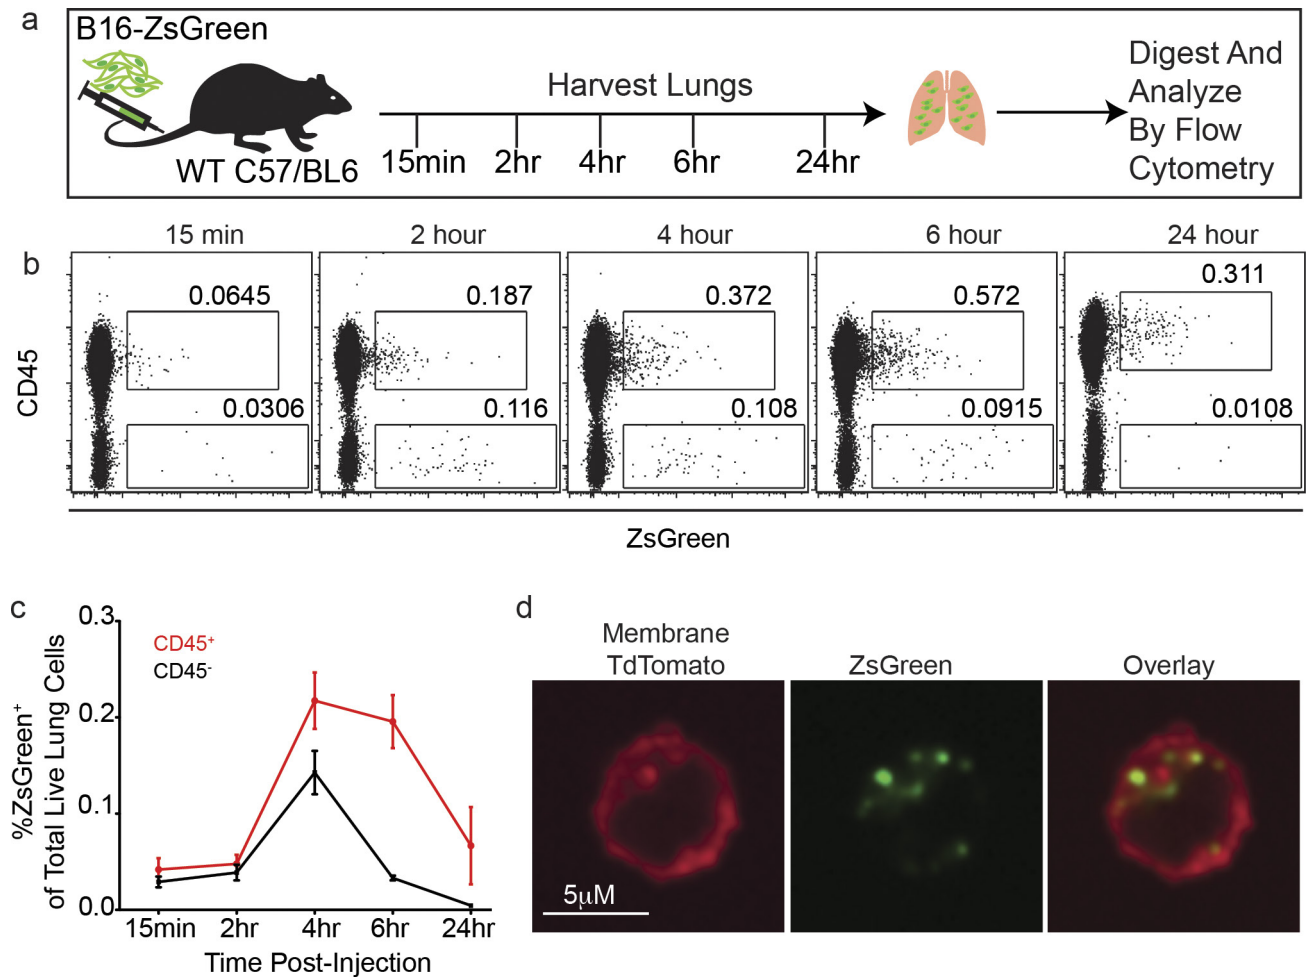 a
B16-ZsGreen
WT C57/BL6
Harvest Lungs
15min 2hr 4hr 6hr 24hr
Digest And
Analyze
By Flow
Cytometry
b
15 min 2 hour 4 hour 6 hour 24 hour
0.0645 0.187 0.372 0.572 0.311
0.0306 0.116 0.108 0.0915 0.0108
CD45
ZsGreen
c
%ZsGreen+
of Total Live Lung Cells
0.3
0.2
0.1
0.0
CD45+
CD45-
15min 2hr 4hr 6hr 24hr
Time Post-Injection
d
Membrane
TdTomato
ZsGreen
Overlay
5μM